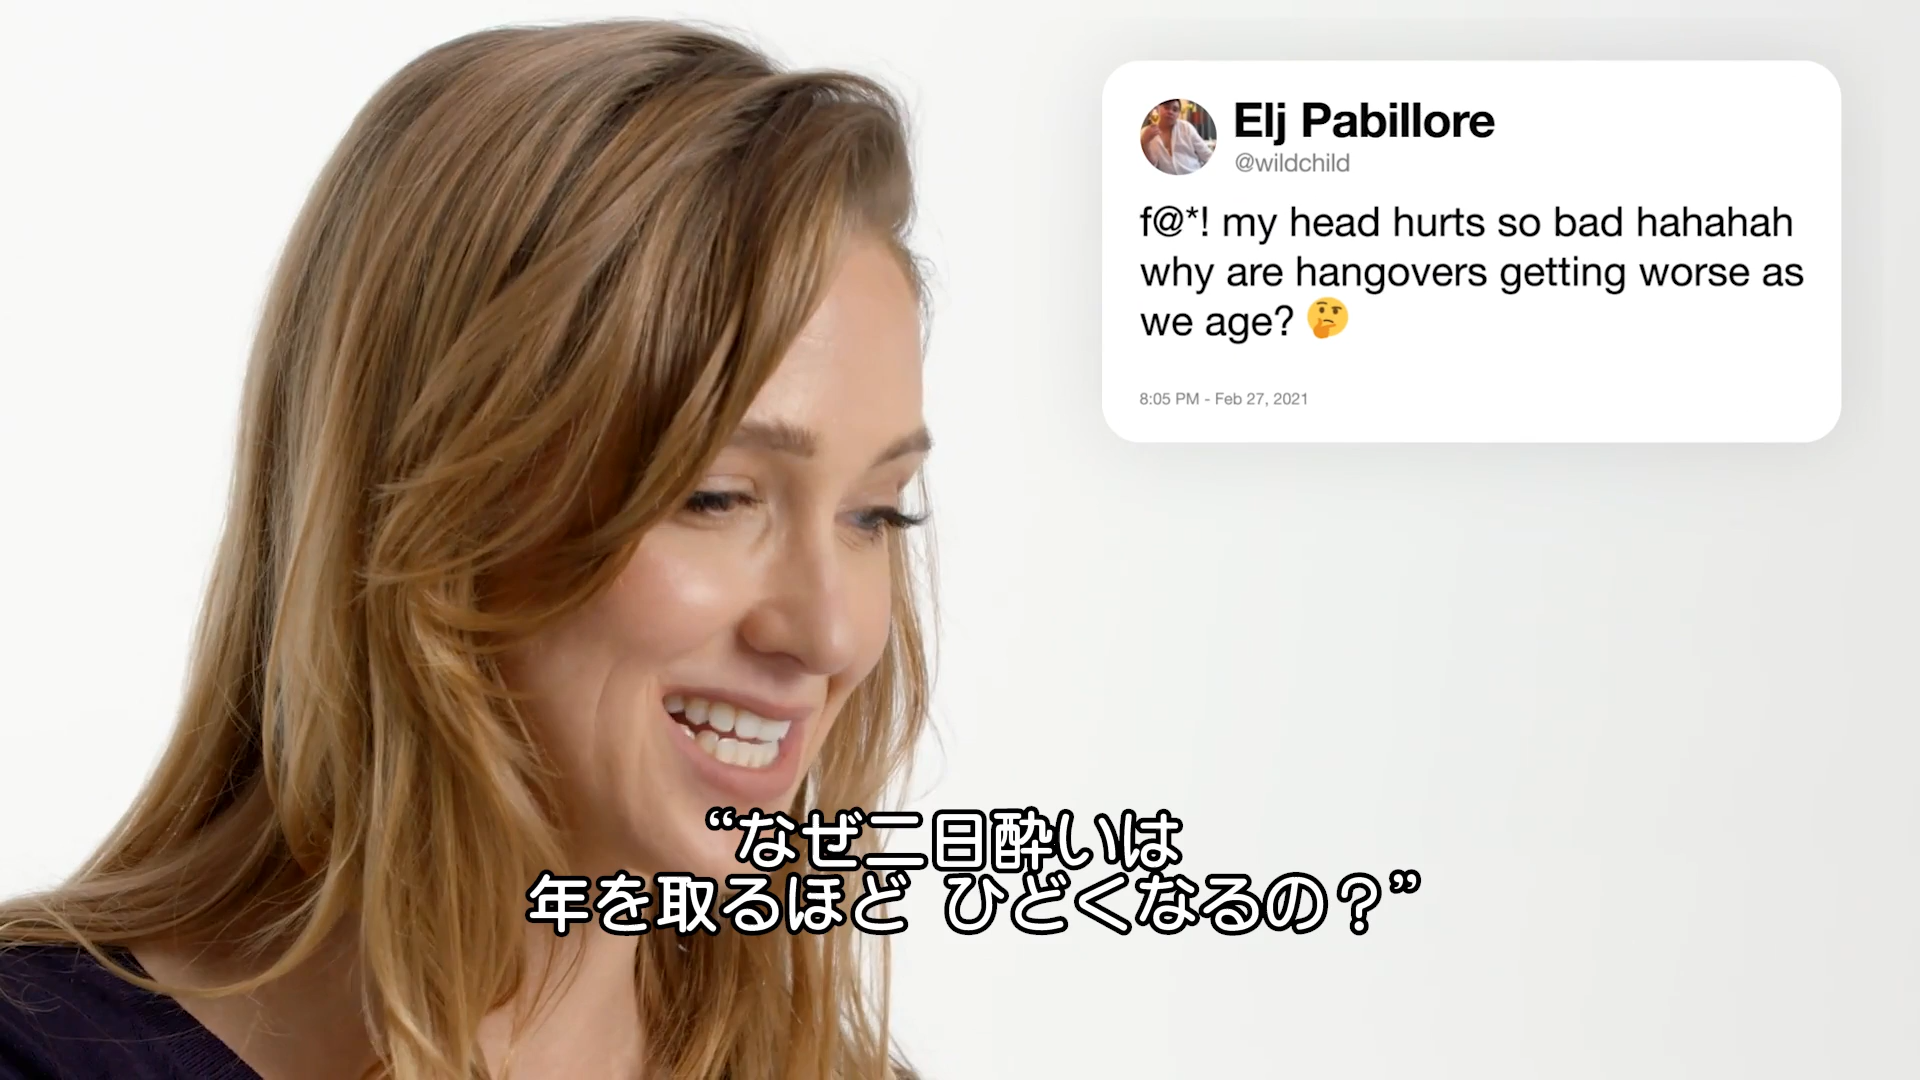 Elj Pabillore
@wildchild
f@*! my head hurts so bad hahahah
why are hangovers getting worse as
we age? 🤔
8:05 PM - Feb 27, 2021
“なぜ二日酔いは
年を取るほど ひどくなるの？”